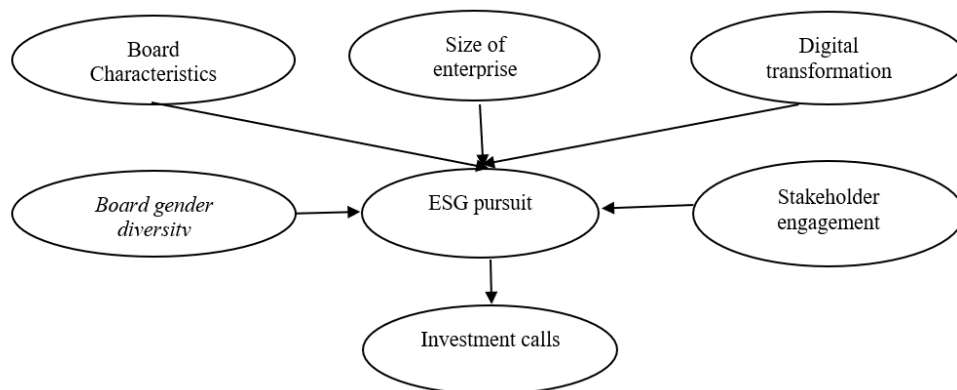 Board
Characteristics
Size of
enterprise
Digital
transformation
Board gender
diversity
ESG pursuit
Stakeholder
engagement
Investment calls